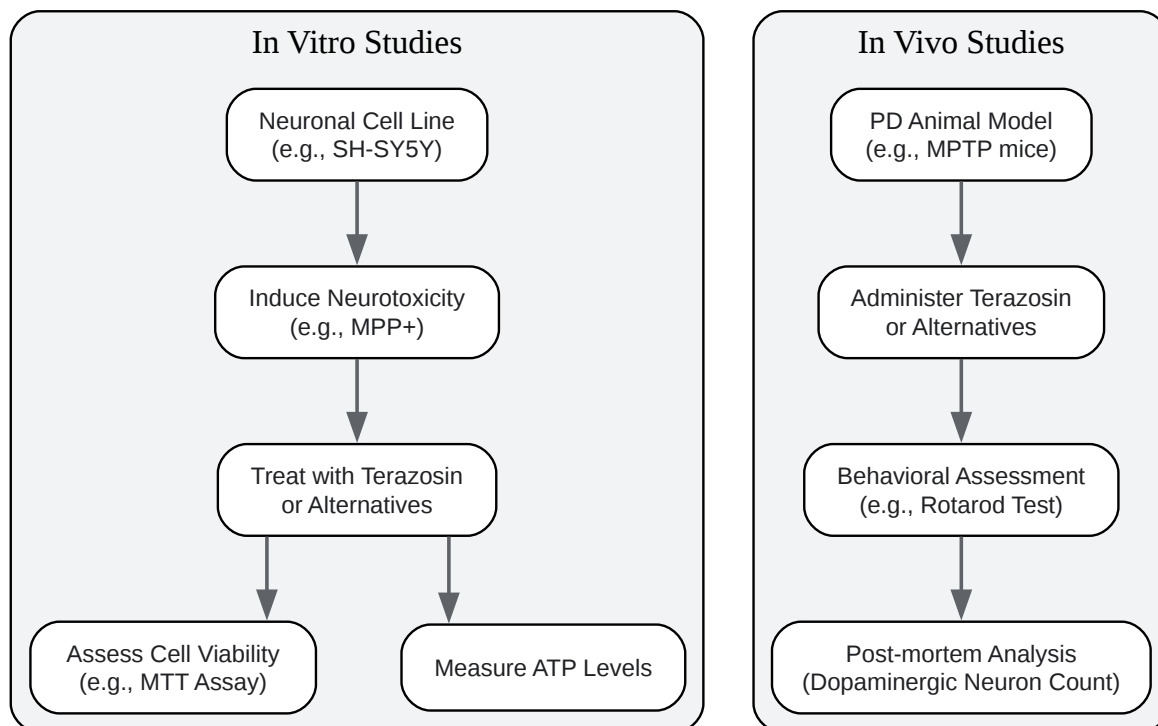 In Vitro Studies
Neuronal Cell Line
(e.g., SH-SY5Y)
Induce Neurotoxicity
(e.g., MPP+)
Treat with Terazosin
or Alternatives
Assess Cell Viability
(e.g., MTT Assay)
Measure ATP Levels
In Vivo Studies
PD Animal Model
(e.g., MPTP mice)
Administer Terazosin
or Alternatives
Behavioral Assessment
(e.g., Rotarod Test)
Post-mortem Analysis
(Dopaminergic Neuron Count)